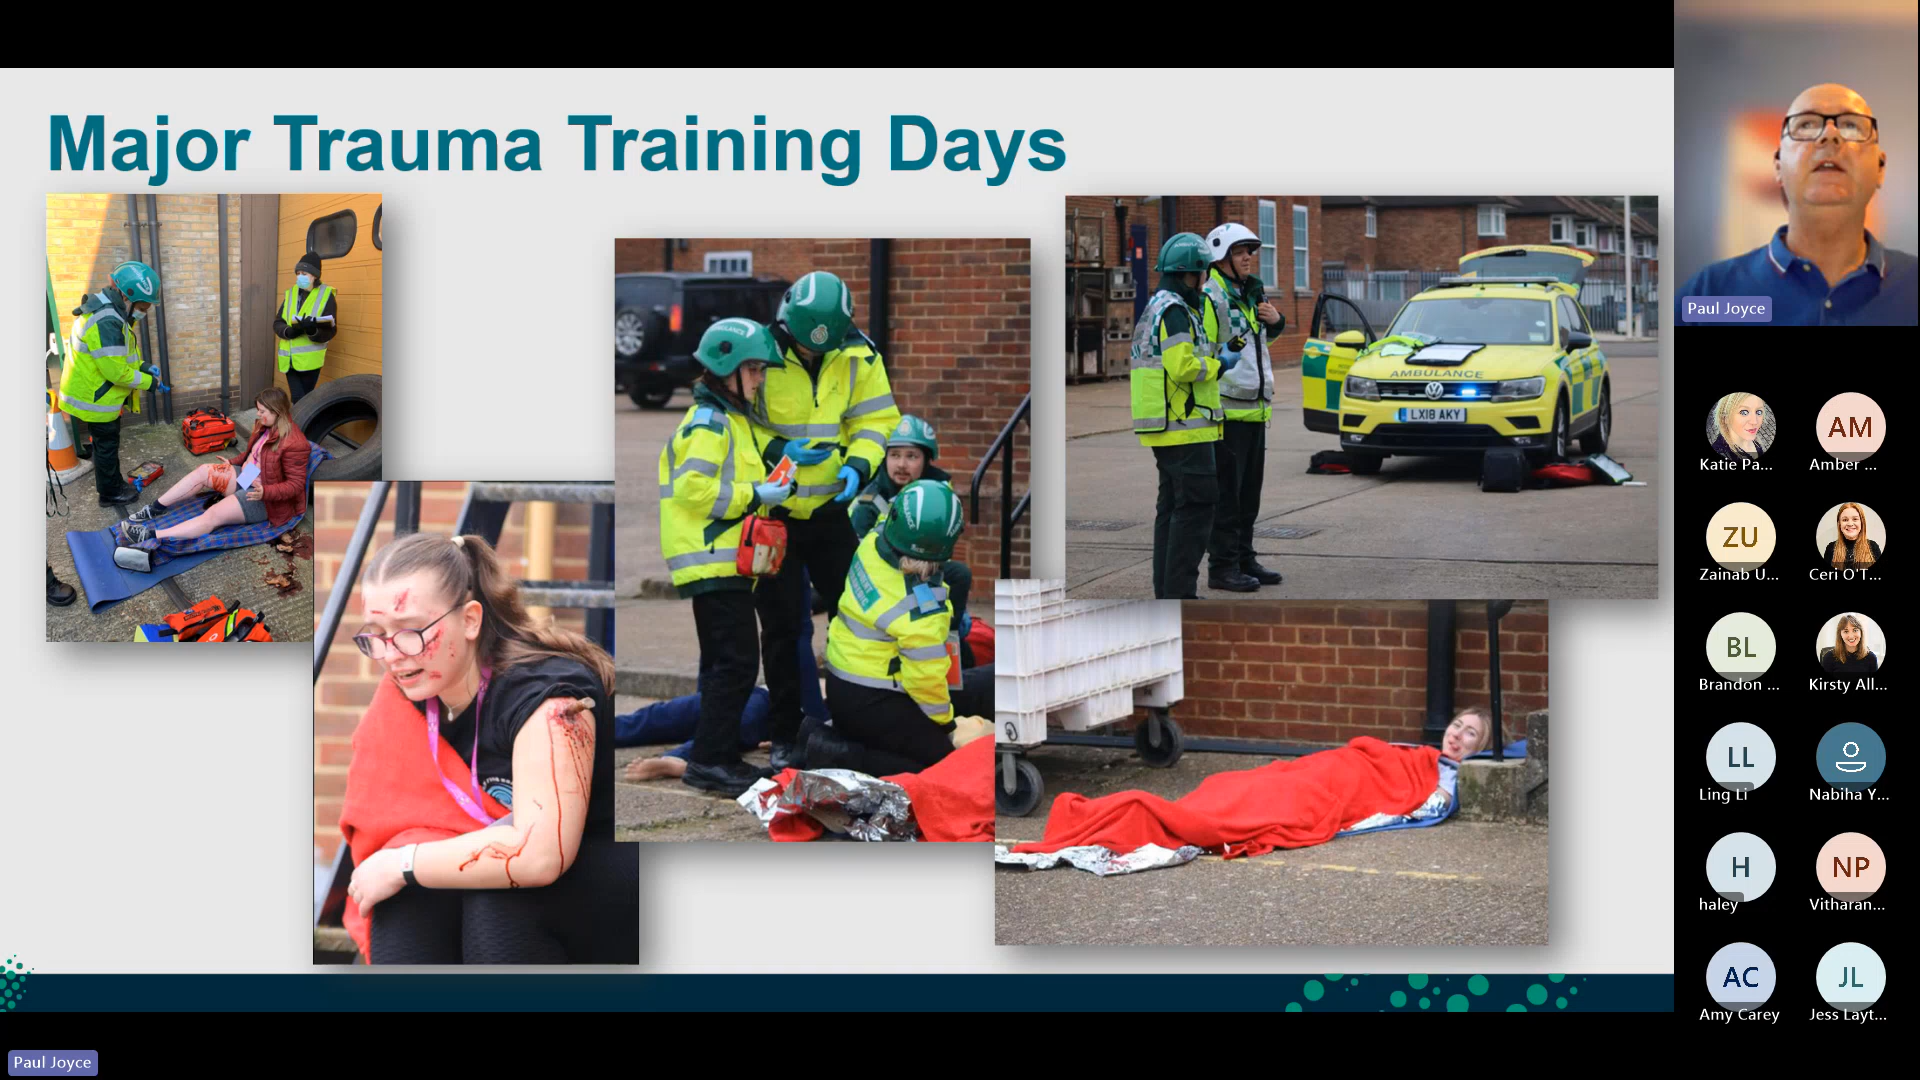 Major Trauma Training Days
AMBULANCE
AMBULANCE
LX18 AKY
Paul Joyce
Katie Pa...
AM
Amber ...
ZU
Zainab U...
Ceri O'T...
BL
Brandon ...
Kirsty All...
LL
Ling Li
Nabiha Y...
H
haley
NP
Vitharan...
AC
Amy Carey
JL
Jess Layt...
Paul Joyce